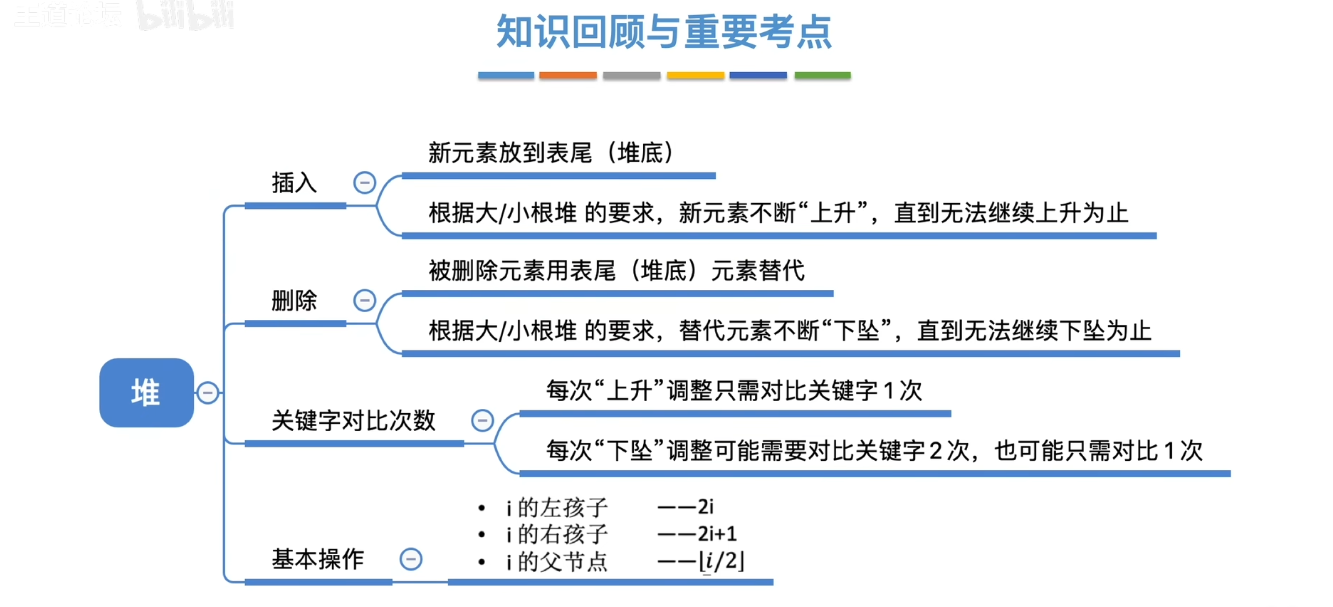 王道论坛 bilibili
知识回顾与重要考点
插入
新元素放到表尾（堆底）
根据大/小根堆 的要求，新元素不断“上升”，直到无法继续上升为止
删除
被删除元素用表尾（堆底）元素替代
根据大/小根堆 的要求，替代元素不断“下坠”，直到无法继续下坠为止
堆
关键字对比次数
每次“上升”调整只需对比关键字1次
每次“下坠”调整可能需要对比关键字2次，也可能只需对比1次
基本操作
• i 的左孩子 ——2i
• i 的右孩子 ——2i+1
• i 的父节点 ——⌊i/2⌋